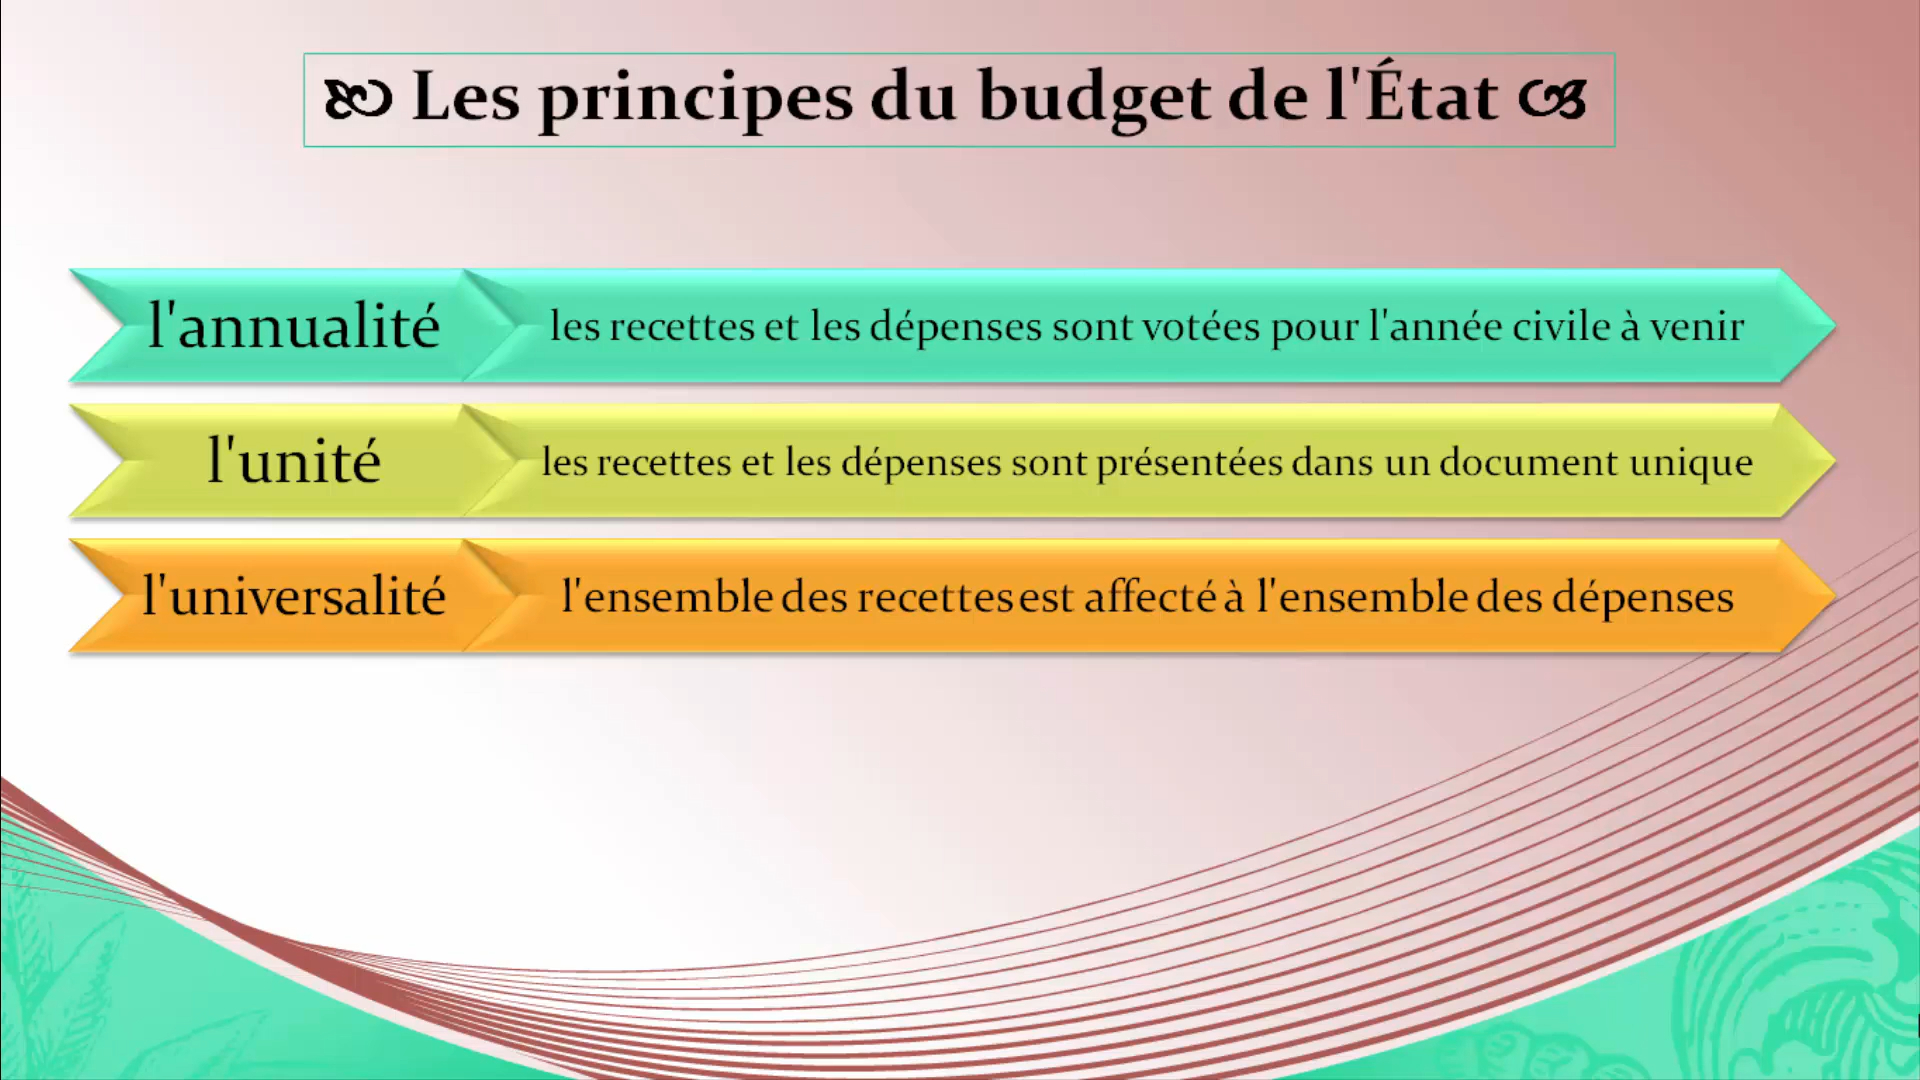 Les principes du budget de l'État
l'annualité
les recettes et les dépenses sont votées pour l'année civile à venir
l'unité
les recettes et les dépenses sont présentées dans un document unique
l'universalité
l'ensemble des recettes est affecté à l'ensemble des dépenses